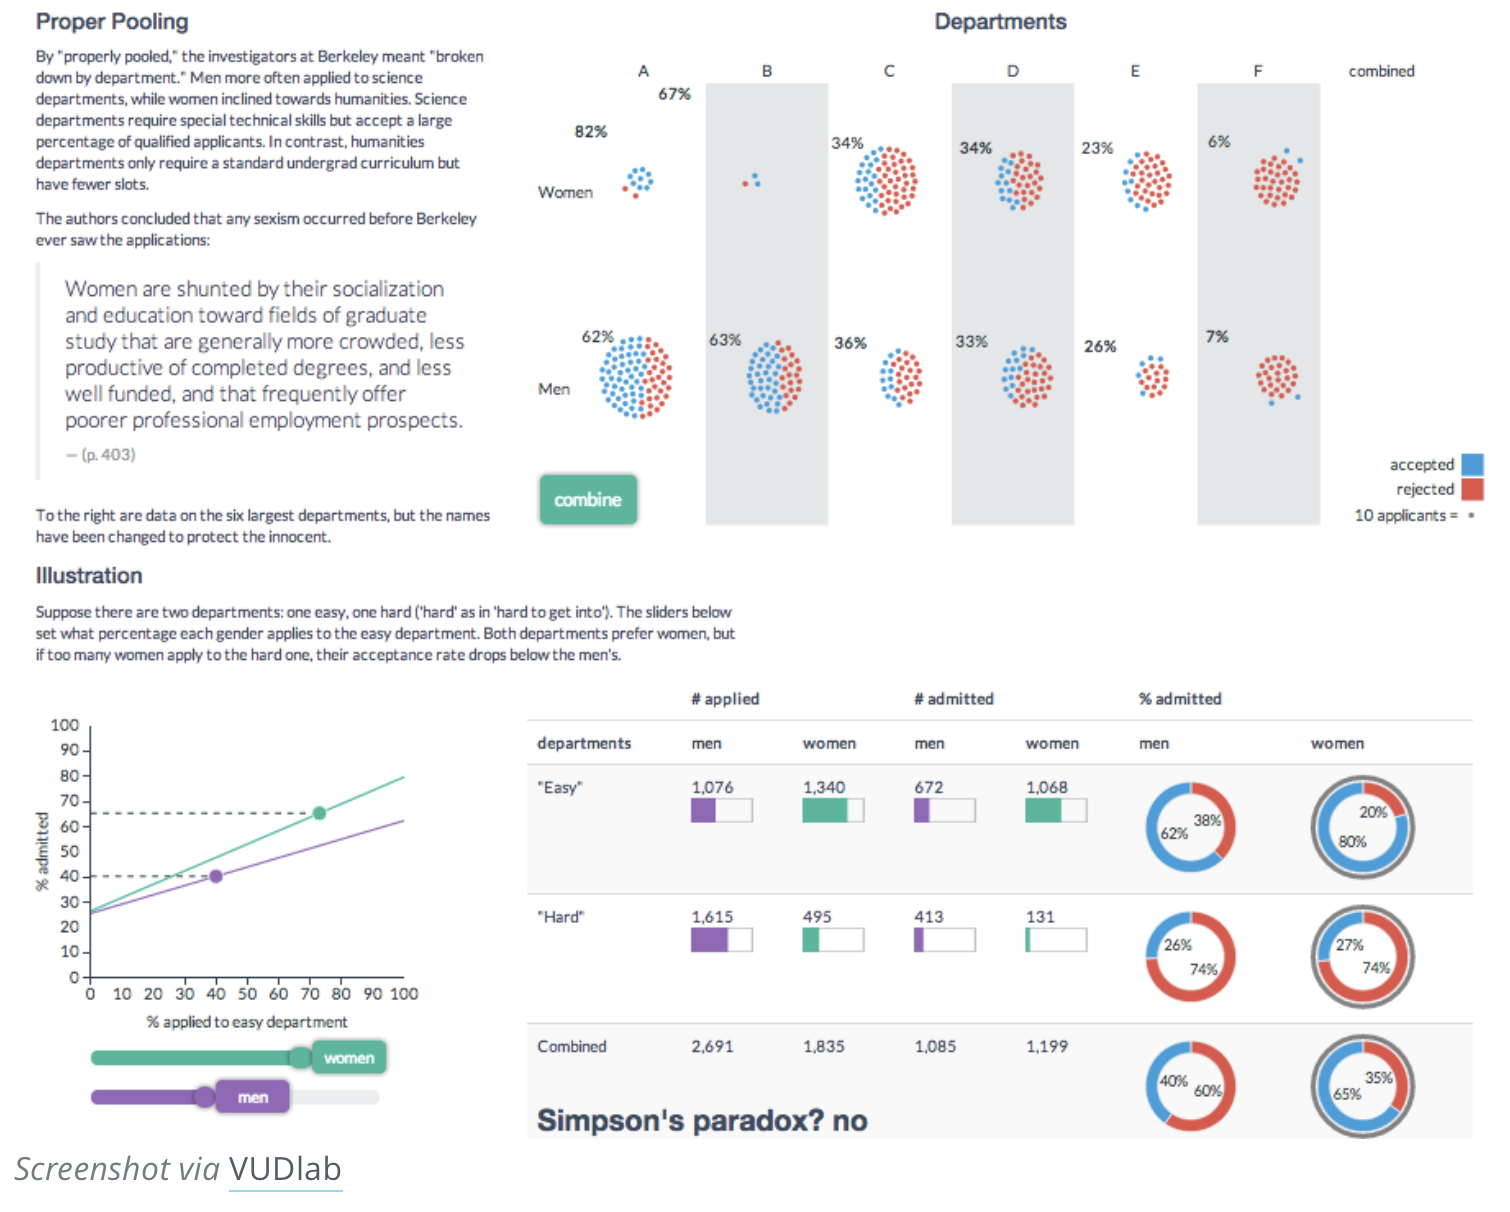 Proper Pooling
By "properly pooled," the investigators at Berkeley meant "broken
down by department." Men more often applied to science
departments, while women inclined towards humanities. Science
departments require special technical skills but accept a large
percentage of qualified applicants. In contrast, humanities
departments only require a standard undergrad curriculum but
have fewer slots.
The authors concluded that any sexism occurred before Berkeley
ever saw the applications:
Women are shunted by their socialization
and education toward fields of graduate
study that are generally more crowded, less
productive of completed degrees, and less
well funded, and that frequently offer
poorer professional employment prospects.
— (p. 403)
To the right are data on the six largest departments, but the names
have been changed to protect the innocent.
Departments
A B C D E F combined
67%
82%
34% 34% 23% 6%
Women
62% 63% 36% 33% 26% 7%
Men
accepted
rejected
10 applicants =
combine
Illustration
Suppose there are two departments: one easy, one hard ('hard' as in 'hard to get into'). The sliders below
set what percentage each gender applies to the easy department. Both departments prefer women, but
if too many women apply to the hard one, their acceptance rate drops below the men's.
100
90
80
70
60
50
40
30
20
10
0
% admitted
0 10 20 30 40 50 60 70 80 90 100
% applied to easy department
women
men
# applied # admitted % admitted
departments men women men women men women
"Easy" 1,076 1,340 672 1,068
62% 38% 80% 20%
"Hard" 1,615 495 413 131
26% 74% 27% 74%
Combined 2,691 1,835 1,085 1,199
40% 60% 65% 35%
Simpson's paradox? no
Screenshot via VUDlab